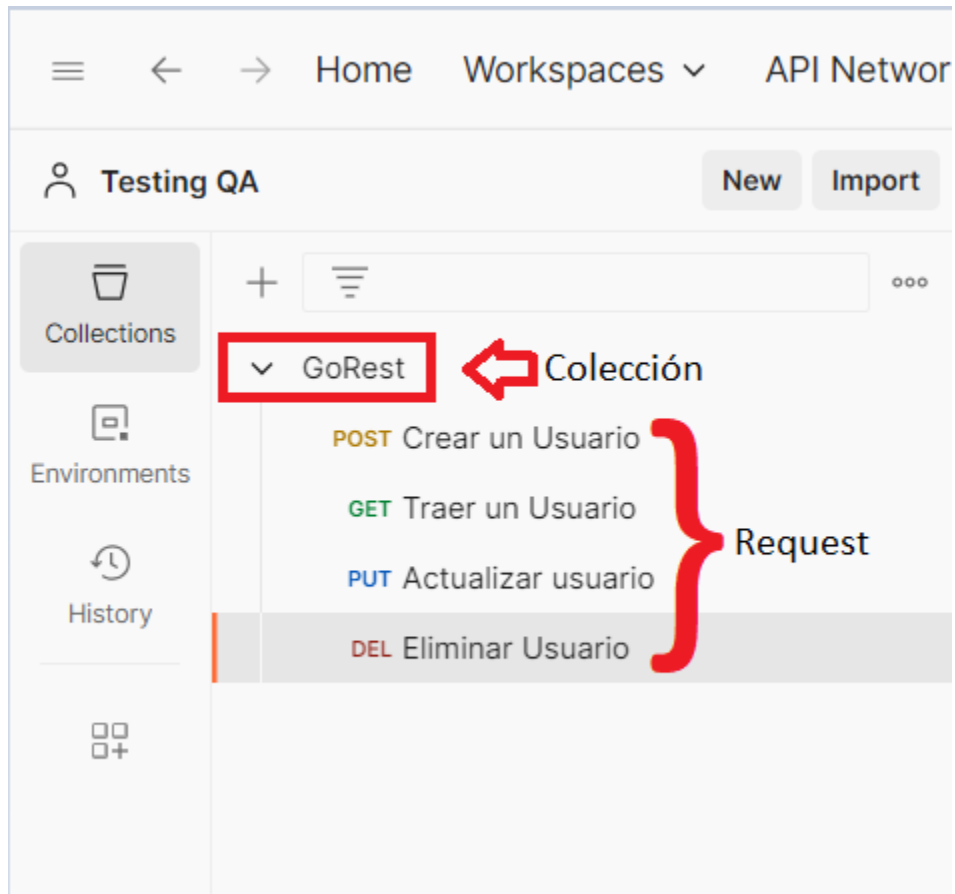 Home Workspaces API Networ
Testing QA New Import
Collections
GoRest Colección
POST Crear un Usuario
Environments
GET Traer un Usuario
Request
PUT Actualizar usuario
History
DEL Eliminar Usuario